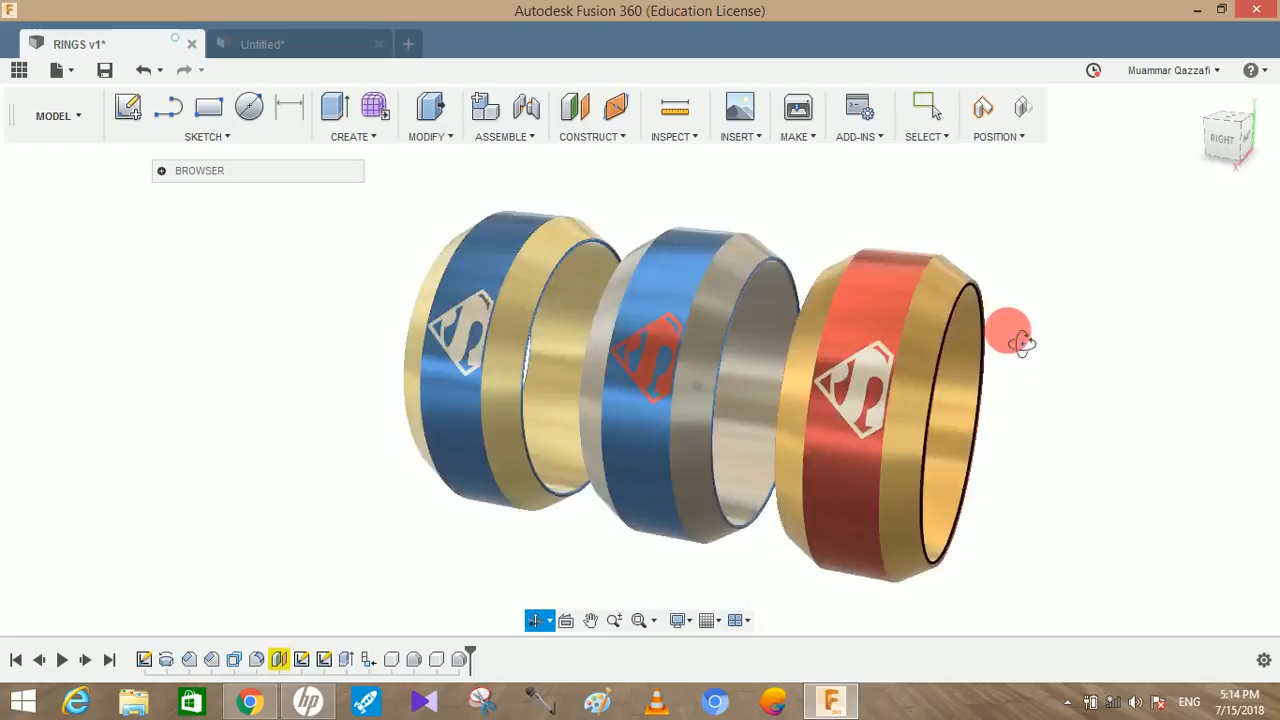 Autodesk Fusion 360 (Education License)
RINGS v1*
Untitled*
Muammar Qazzafi
MODEL
SKETCH
CREATE
MODIFY
ASSEMBLE
CONSTRUCT
INSPECT
INSERT
MAKE
ADD-INS
SELECT
POSITION
RIGHT
BROWSER
S
S
S
ENG
5:14 PM
7/15/2018